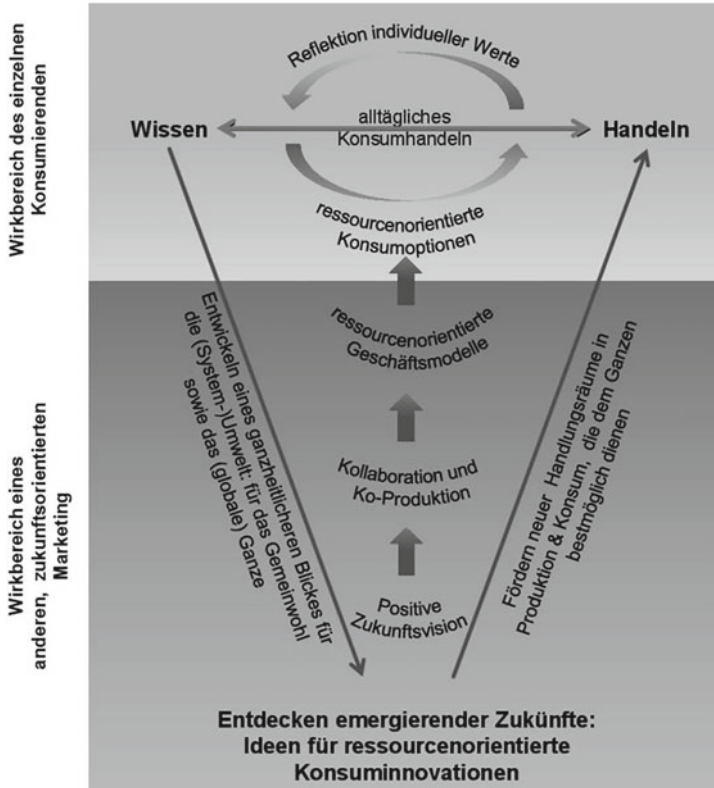 Wirkbereich des einzelnen
Konsumierenden
Reflektion individueller Werte
Wissen
alltägliches
Konsumhandeln
Handeln
ressourcenorientierte
Konsumoptionen
Wirkbereich eines
anderen, zukunftsorientierten
Marketing
Entwickeln eines ganzheitlicheren Blickes für
die (System-)Umwelt: für das Gemeinwohl
sowie das (globale) Ganze
ressourcenorientierte
Geschäftsmodelle
Kollaboration und
Ko-Produktion
Positive
Zukunftsvision
Fördern neuer Handlungsräume in
Produktion & Konsum, die dem Ganzen
bestmöglich dienen
Entdecken emergierender Zukünfte:
Ideen für ressourcenorientierte
Konsuminnovationen